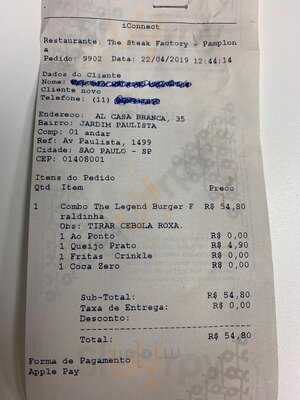 iConnect
Restaurante: The Steak Factory - Pamplon
a
Pedido: 9902 Data: 22/04/2019 12:44:14
Dados do Cliente
Nome:
Cliente novo
Telefone: (11)
Endereco: AL CASA BRANCA, 35
Bairro: JARDIM PAULISTA
Comp: 01 andar
Ref: Av Paulista, 1499
Cidade: SAO PAULO - SP
CEP: 01408001
Itens do Pedido
Qtd Item Preco
1 Combo The Legend Burger F R$ 54,80
raldinha
Obs: TIRAR CEBOLA ROXA.
1 Ao Ponto R$ 0,00
1 Queijo Prato R$ 4,90
1 Fritas Crinkle R$ 0,00
1 Coca Zero R$ 0,00
Sub-Total: R$ 54,80
Taxa de Entrega: R$ 0,00
Desconto:
Total: R$ 54,80
Forma de Pagamento
Apple Pay